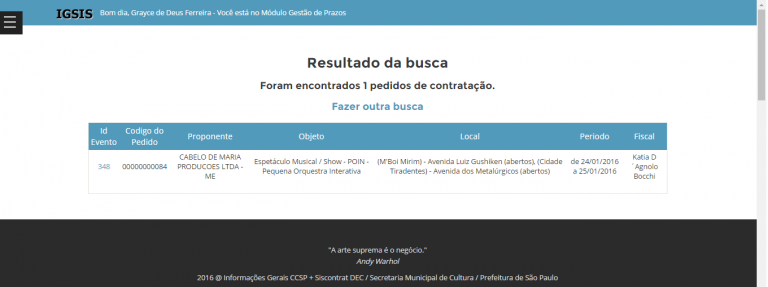 IGSIS Bom dia, Grayce de Deus Ferreira - Você está no Módulo Gestão de Prazos
Resultado da busca
Foram encontrados 1 pedidos de contratação.
Fazer outra busca
Id Evento Codigo do Pedido Proponente Objeto Local Periodo Fiscal
348 00000000084 CABELO DE MARIA PRODUCOES LTDA - ME Espetáculo Musical / Show - POIN - Pequena Orquestra Interativa (M'Boi Mirim) - Avenida Luiz Gushiken (abertos), (Cidade Tiradentes) - Avenida dos Metalúrgicos (abertos) de 24/01/2016 a 25/01/2016 Katia D´Agnolo Bocchi
"A arte suprema é o negócio."
Andy Warhol
2016 @ Informações Gerais CCSP + Siscontrat DEC / Secretaria Municipal de Cultura / Prefeitura de São Paulo